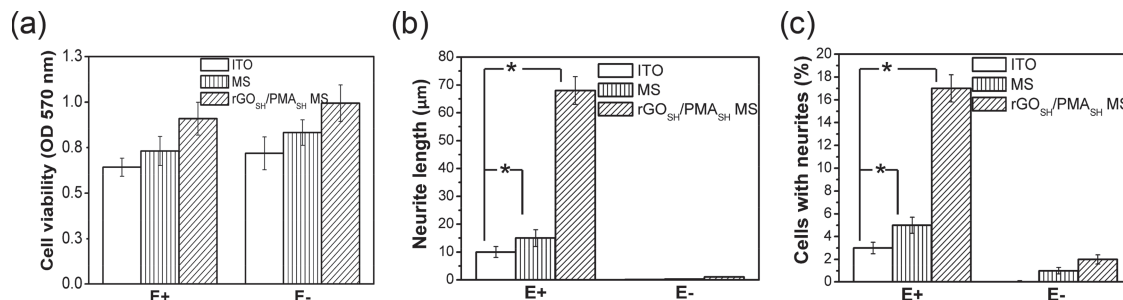 (a)
Cell viability (OD 570 nm)
1.3
1.0
0.8
0.5
0.3
0.0
ITO
MS
rGOSH/PMASH MS
E+
E-
(b)
Neurite length (μm)
80
70
60
50
40
30
20
10
0
ITO
MS
rGOSH/PMASH MS
*
*
E+
E-
(c)
Cells with neurites (%)
20
18
16
14
12
10
8
6
4
2
0
ITO
MS
rGOSH/PMASH MS
*
*
E+
E-